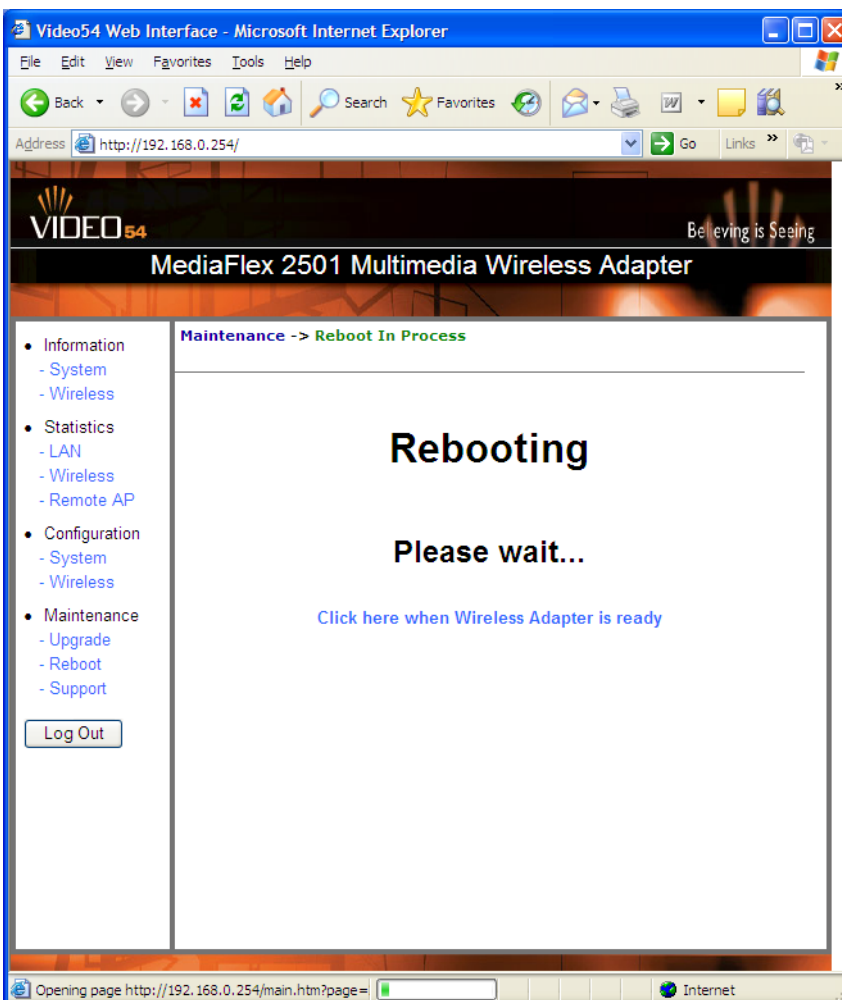 Video54 Web Interface - Microsoft Internet Explorer
File Edit View Favorites Tools Help
Back Search Favorites W »
Address http://192.168.0.254/ Go Links »
VIDEO54
Believing is Seeing
MediaFlex 2501 Multimedia Wireless Adapter
Maintenance -> Reboot In Process
• Information
- System
- Wireless
• Statistics
- LAN
- Wireless
- Remote AP
• Configuration
- System
- Wireless
• Maintenance
- Upgrade
- Reboot
- Support
Log Out
Rebooting
Please wait...
Click here when Wireless Adapter is ready
Opening page http://192.168.0.254/main.htm?page= Internet